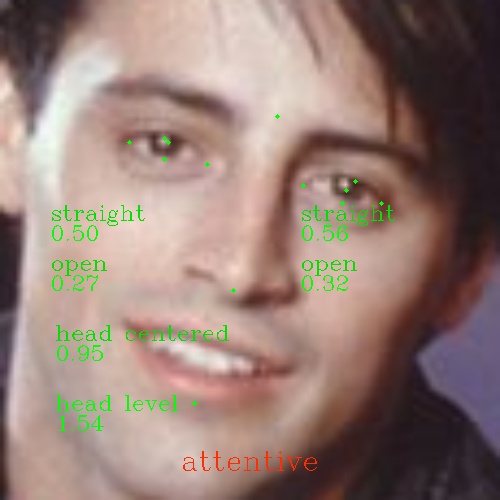 straight straight
0.50 0.56
open open
0.27 0.32
head centered
0.95
head level
1.54
attentive